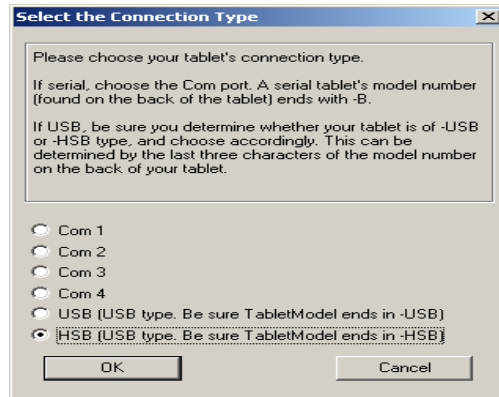 Select the Connection Type
Please choose your tablet's connection type.
If serial, choose the Com port. A serial tablet's model number
(found on the back of the tablet) ends with -B.
If USB, be sure you determine whether your tablet is of -USB
or -HSB type, and choose accordingly. This can be
determined by the last three characters of the model number
on the back of your tablet.
Com 1
Com 2
Com 3
Com 4
USB (USB type. Be sure TabletModel ends in -USB)
HSB (USB type. Be sure TabletModel ends in -HSB)
OK Cancel